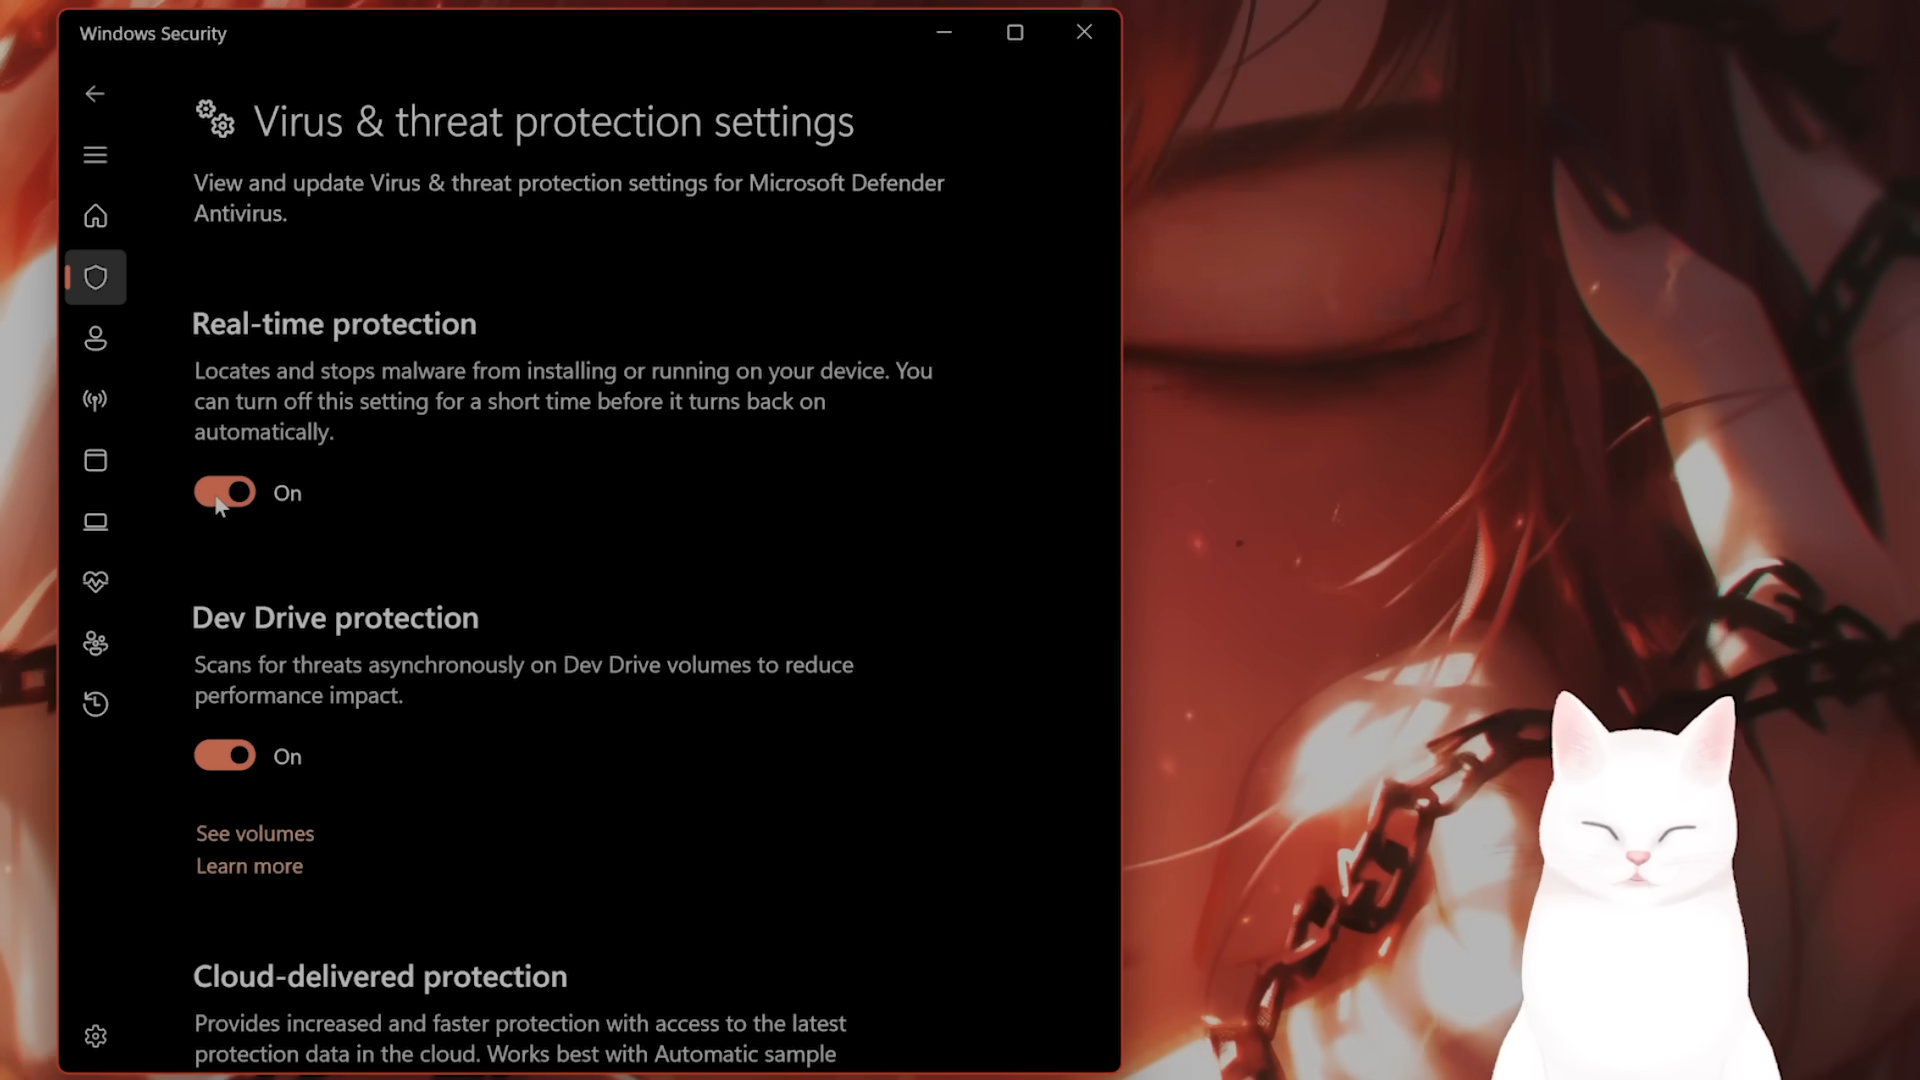 Windows Security
Virus & threat protection settings
View and update Virus & threat protection settings for Microsoft Defender
Antivirus.
Real-time protection
Locates and stops malware from installing or running on your device. You
can turn off this setting for a short time before it turns back on
automatically.
On
Dev Drive protection
Scans for threats asynchronously on Dev Drive volumes to reduce
performance impact.
On
See volumes
Learn more
Cloud-delivered protection
Provides increased and faster protection with access to the latest
protection data in the cloud. Works best with Automatic sample